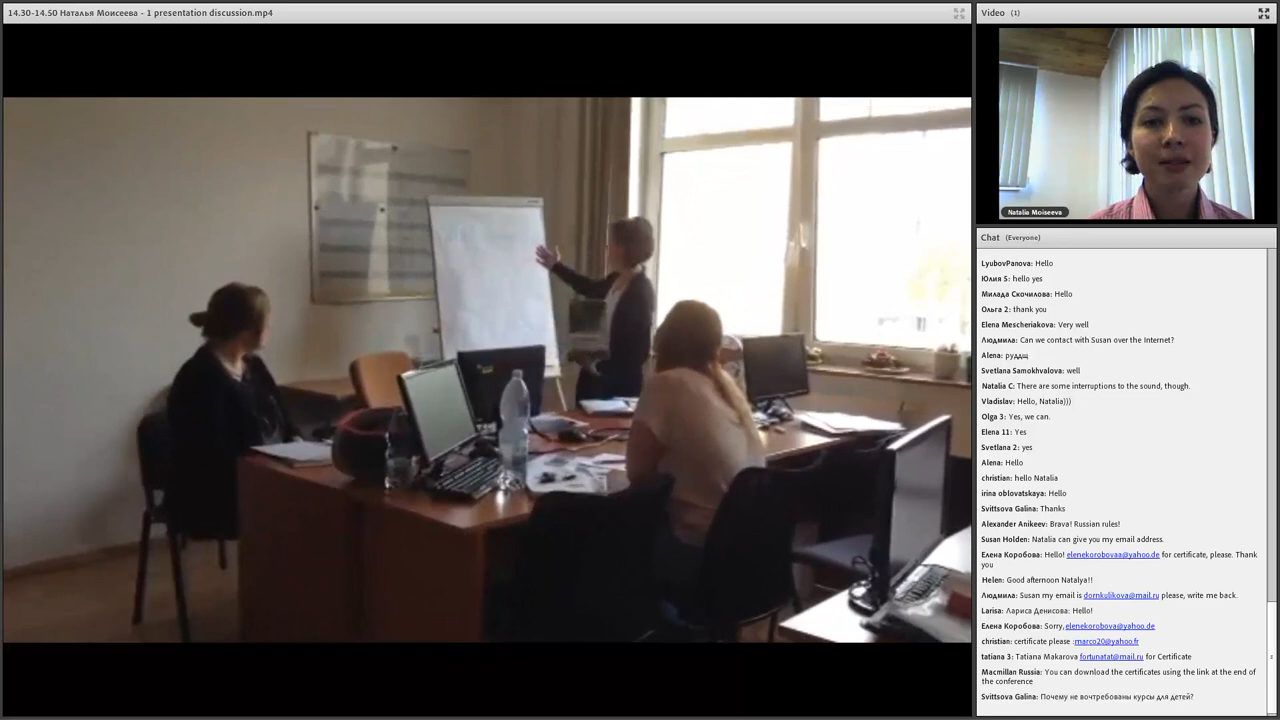 14.30-14.50 Наталья Моисеева - 1 presentation discussion.mp4
Video (1)
Natalia Moiseeva
Chat (Everyone)
LyubovPanova: Hello
Юлия 5: hello yes
Милада Скочилова: Hello
Ольга 2: thank you
Elena Mescheriakova: Very well
Людмила: Can we contact with Susan over the Internet?
Alena: руддщ
Svetlana Samokhvalova: well
Natalia C: There are some interruptions to the sound, though.
Vladislav: Hello, Natalia)))
Olga 3: Yes, we can.
Elena 11: Yes
Svetlana 2: yes
Alena: Hello
christian: hello Natalia
irina oblovatskaya: Hello
Svittsova Galina: Thanks
Alexander Anikeev: Brava! Russian rules!
Susan Holden: Natalia can give you my email address.
Елена Коробова: Hello! elenekorobovaa@yahoo.de for certificate, please. Thank
you
Helen: Good afternoon Natalya!!
Людмила: Susan my email is dornkulikova@mail.ru please, write me back.
Larisa: Лариса Денисова: Hello!
Елена Коробова: Sorry,elenekorobova@yahoo.de
christian: certificate please :marco20@yahoo.fr
tatiana 3: Tatiana Makarova fortunatat@mail.ru for Certificate
Macmillan Russia: You can download the certificates using the link at the end of
the conference
Svittsova Galina: Почему не вочтребованы курсы для детей?